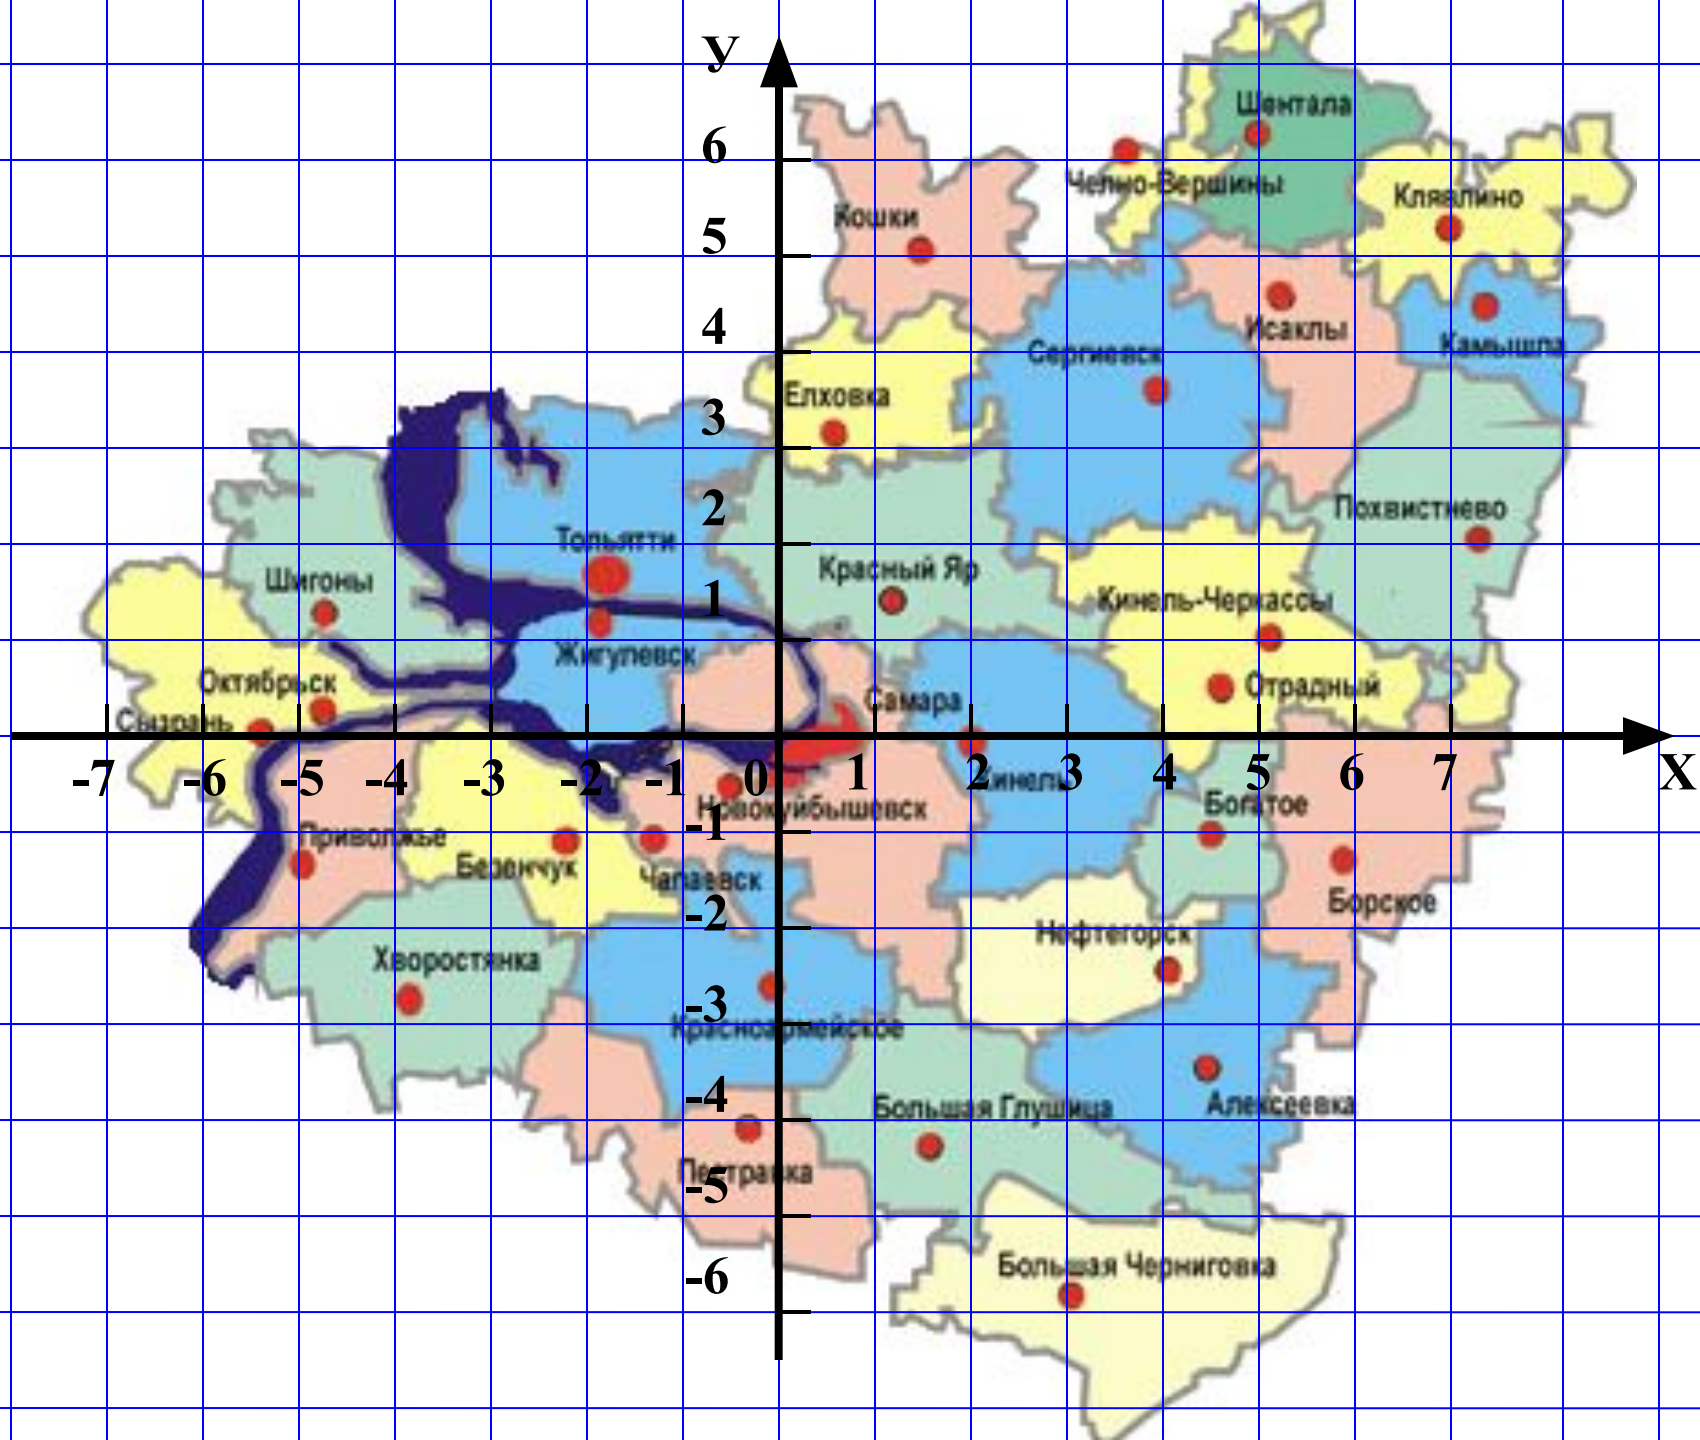 У
Шентала
6
Челно-Вершины
Клявлино
Кошки
5
4
Исаклы
Камышла
Сергиевск
Елховка
3
2
Похвистнево
Тольятти
Красный Яр
Шигоны
1
Кинель-Черкассы
Жигулевск
Октябрьск
Отрадный
Самара
Сызрань
-7 -6 -5 -4 -3 -2 -1 0 1 2 3 4 5 6 7 X
Кинель
Новокуйбышевск
Богатое
-1
Приволжье
Безенчук
Чапаевск
Борское
-2
Нефтегорск
Хворостянка
-3
Красноармейское
-4
Большая Глушица
Алексеевка
Пестравка
-5
Большая Черниговка
-6